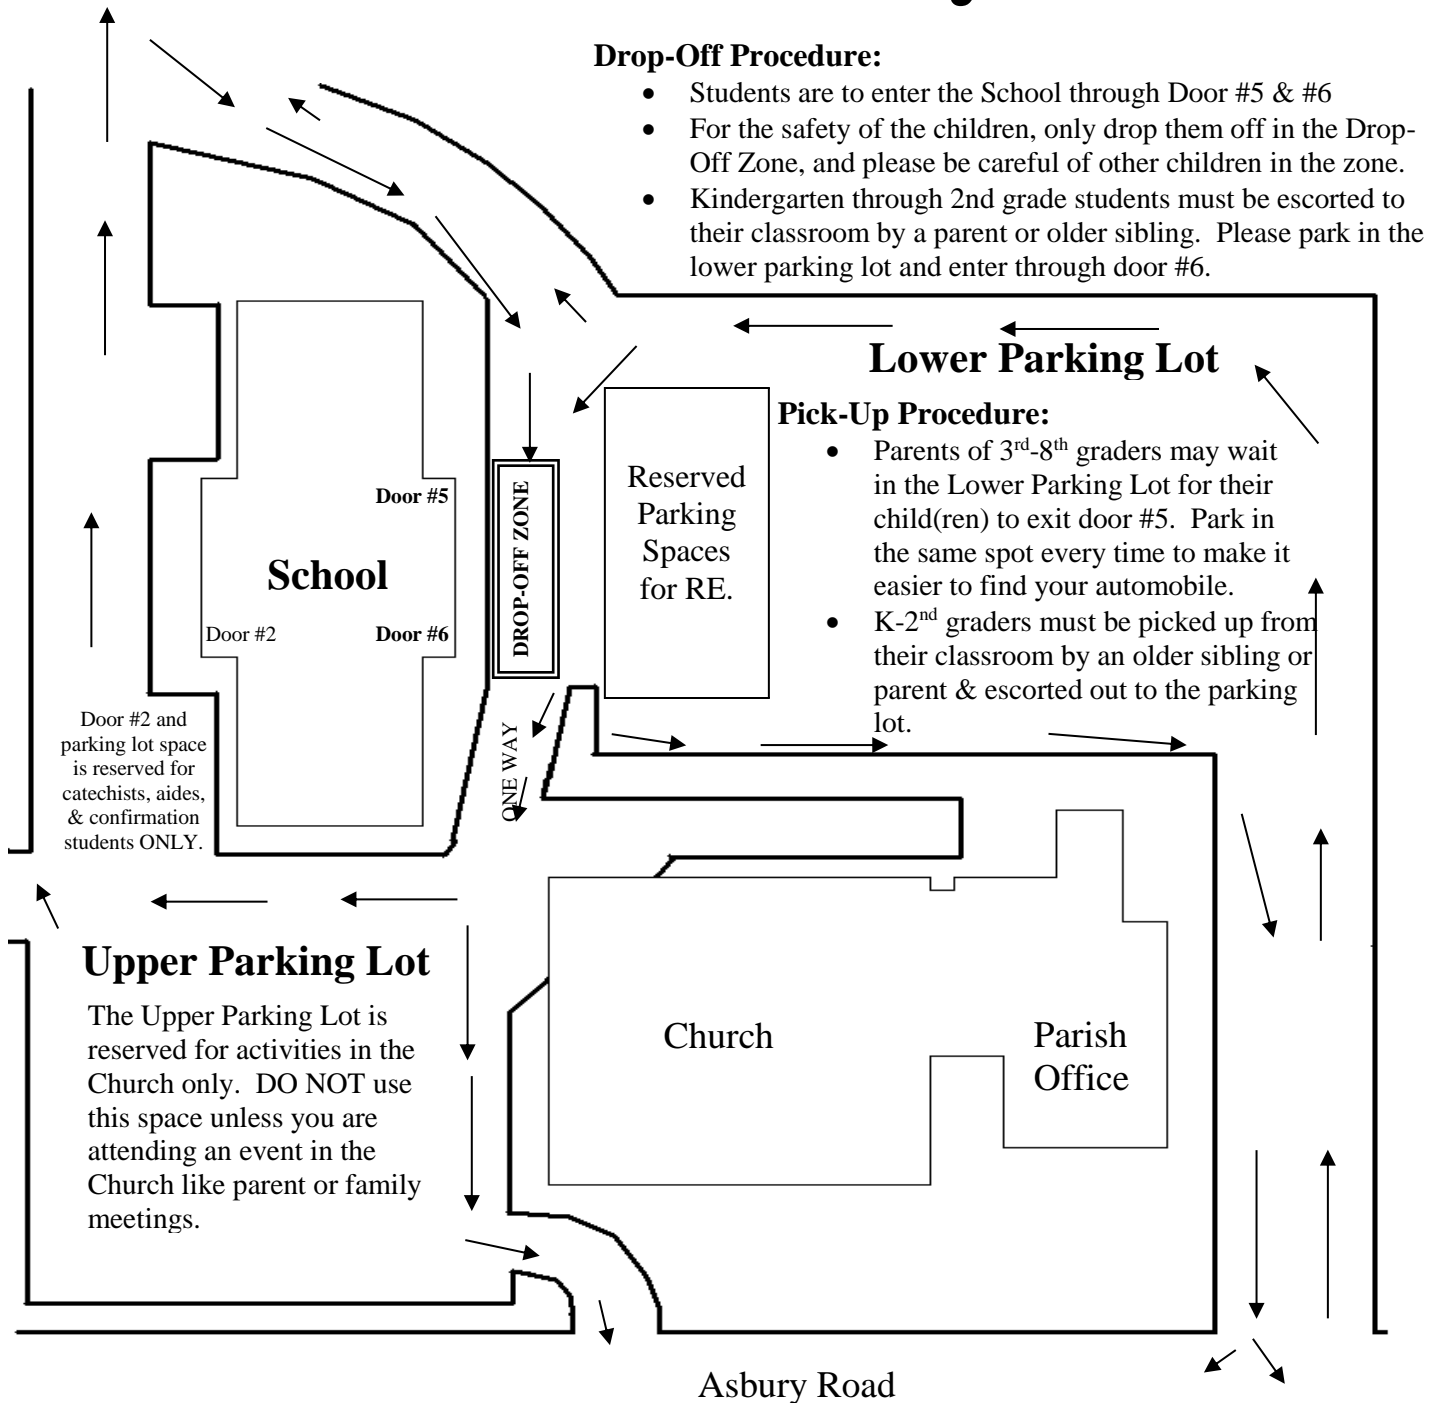 Drop-Off Procedure:
• Students are to enter the School through Door #5 & #6
• For the safety of the children, only drop them off in the Drop-
Off Zone, and please be careful of other children in the zone.
• Kindergarten through 2nd grade students must be escorted to
their classroom by a parent or older sibling.  Please park in the
lower parking lot and enter through door #6.
Lower Parking Lot
Pick-Up Procedure:
• Parents of 3rd-8th graders may wait
in the Lower Parking Lot for their
child(ren) to exit door #5.  Park in
the same spot every time to make it
easier to find your automobile.
• K-2nd graders must be picked up from
their classroom by an older sibling or
parent & escorted out to the parking
lot.
Reserved
Parking
Spaces
for RE.
DROP-OFF ZONE
Door #5
School
Door #2
Door #6
ONE WAY
Door #2 and
parking lot space
is reserved for
catechists, aides,
& confirmation
students ONLY.
Upper Parking Lot
The Upper Parking Lot is
reserved for activities in the
Church only.  DO NOT use
this space unless you are
attending an event in the
Church like parent or family
meetings.
Church
Parish
Office
Asbury Road